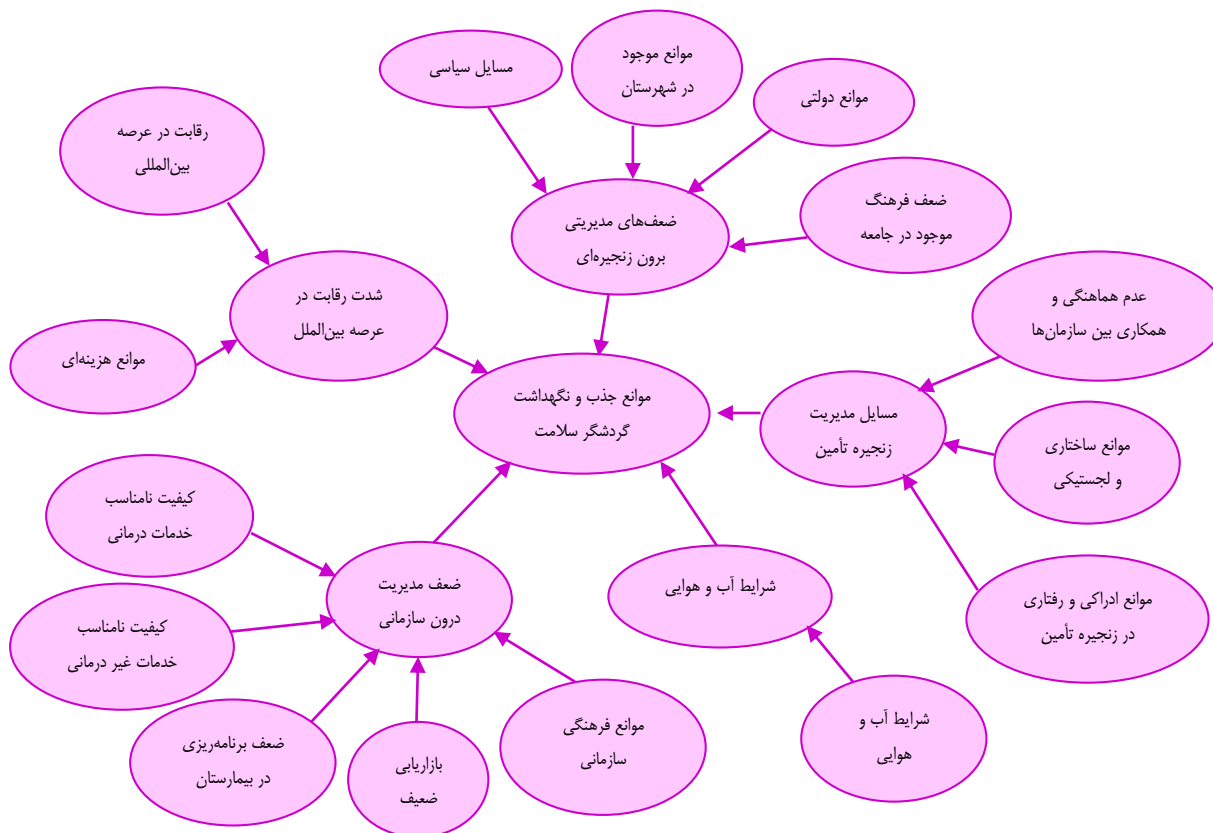 مسایل سیاسی
موانع موجود
در شهرستان
موانع دولتی
ضعف فرهنگ
موجود در جامعه
ضعف‌های مدیریتی
برون زنجیره‌ای
رقابت در عرصه
بین‌المللی
شدت رقابت در
عرصه بین‌الملل
موانع هزینه‌ای
عدم هماهنگی و
همکاری بین سازمان‌ها
مسایل مدیریت
زنجیره تأمین
موانع ساختاری
و لجستیکی
موانع ادراکی و رفتاری
در زنجیره تأمین
موانع جذب و نگهداشت
گردشگر سلامت
کیفیت نامناسب
خدمات درمانی
ضعف مدیریت
درون سازمانی
کیفیت نامناسب
خدمات غیر درمانی
ضعف برنامه‌ریزی
در بیمارستان
بازاریابی
ضعیف
موانع فرهنگی
سازمانی
شرایط آب و هوایی
شرایط آب و
هوایی